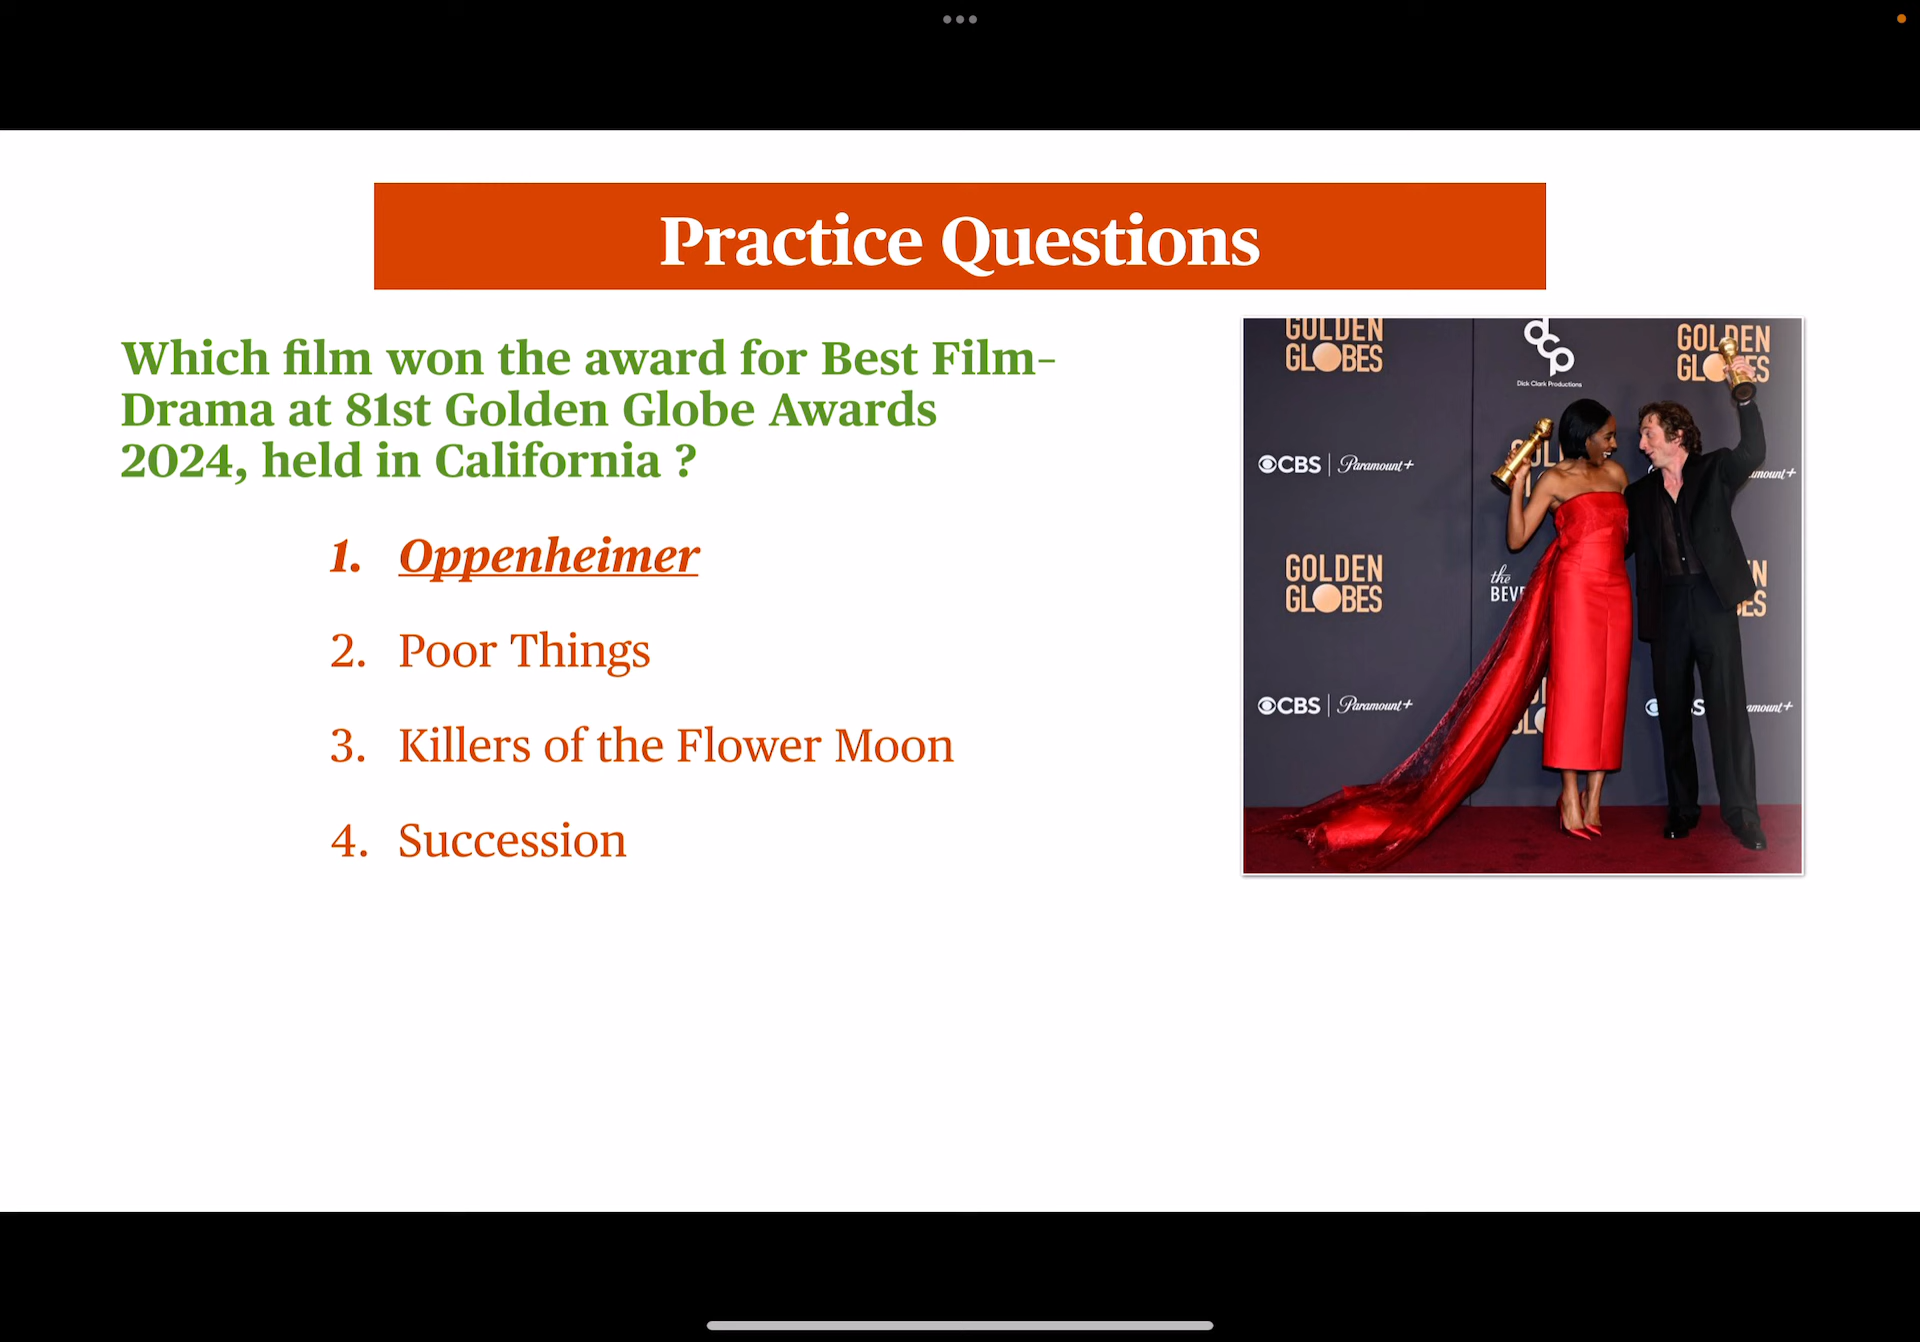 Practice Questions
Which film won the award for Best Film-
Drama at 81st Golden Globe Awards
2024, held in California ?
1. Oppenheimer
2. Poor Things
3. Killers of the Flower Moon
4. Succession
GOLDEN
GLOBES
dcp
Dick Clark Productions
GOLDEN
GLOBES
CBS | Paramount+
GOLDEN
GLOBES
the
CBS | Paramount+